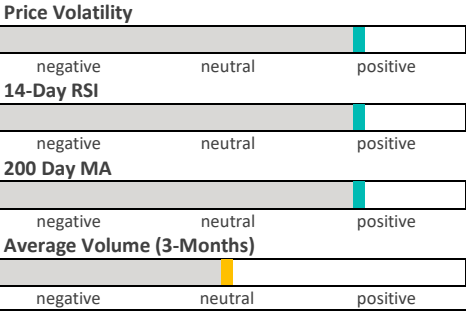 Price Volatility
negative neutral positive
14-Day RSI
negative neutral positive
200 Day MA
negative neutral positive
Average Volume (3-Months)
negative neutral positive